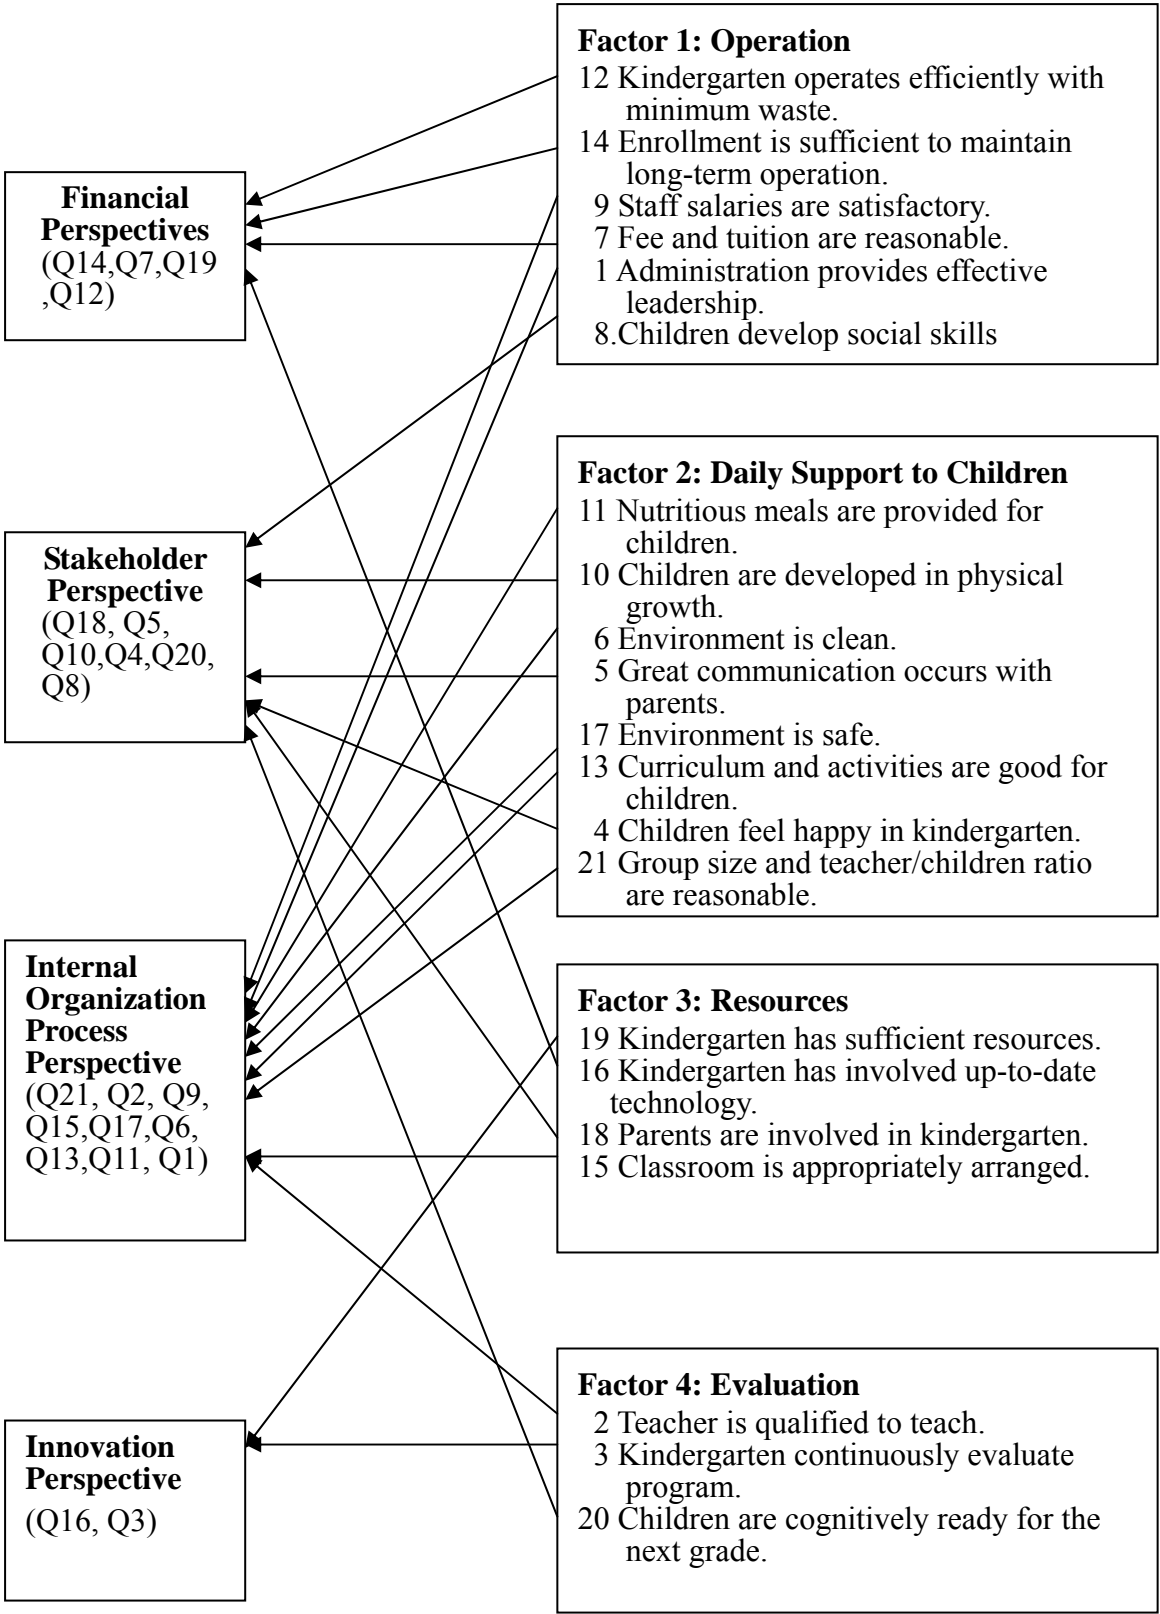 Financial
Perspectives
(Q14,Q7,Q19
,Q12)
Stakeholder
Perspective
(Q18, Q5,
Q10,Q4,Q20,
Q8)
Internal
Organization
Process
Perspective
(Q21, Q2, Q9,
Q15,Q17,Q6,
Q13,Q11, Q1)
Innovation
Perspective
(Q16, Q3)
Factor 1: Operation
12 Kindergarten operates efficiently with
minimum waste.
14 Enrollment is sufficient to maintain
long-term operation.
9 Staff salaries are satisfactory.
7 Fee and tuition are reasonable.
1 Administration provides effective
leadership.
8.Children develop social skills
Factor 2: Daily Support to Children
11 Nutritious meals are provided for
children.
10 Children are developed in physical
growth.
6 Environment is clean.
5 Great communication occurs with
parents.
17 Environment is safe.
13 Curriculum and activities are good for
children.
4 Children feel happy in kindergarten.
21 Group size and teacher/children ratio
are reasonable.
Factor 3: Resources
19 Kindergarten has sufficient resources.
16 Kindergarten has involved up-to-date
technology.
18 Parents are involved in kindergarten.
15 Classroom is appropriately arranged.
Factor 4: Evaluation
2 Teacher is qualified to teach.
3 Kindergarten continuously evaluate
program.
20 Children are cognitively ready for the
next grade.